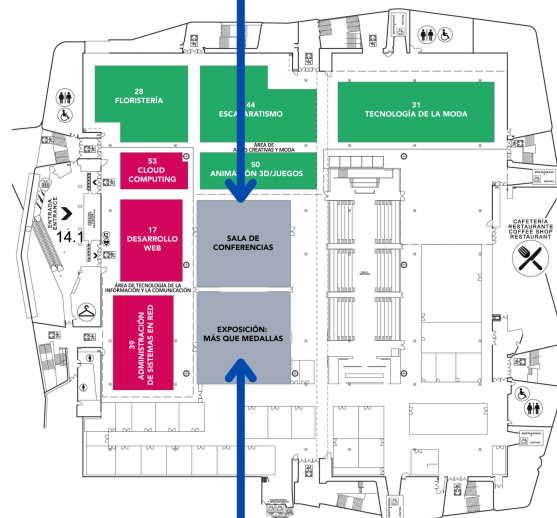 28
FLORISTERÍA
44
ESCAPARATISMO
31
TECNOLOGÍA DE LA MODA
ÁREA DE
ARTES CREATIVAS Y MODA
53
CLOUD
COMPUTING
50
ANIMACIÓN 3D/JUEGOS
ENTRADA
ENTRANCE
14.1
17
DESARROLLO
WEB
SALA DE
CONFERENCIAS
CAFETERÍA
RESTAURANTE
COFFEE SHOP
RESTAURANT
ÁREA DE TECNOLOGÍA DE LA
INFORMACIÓN Y LA COMUNICACIÓN
39
ADMINISTRACIÓN
DE SISTEMAS EN RED
EXPOSICIÓN:
MÁS QUE MEDALLAS